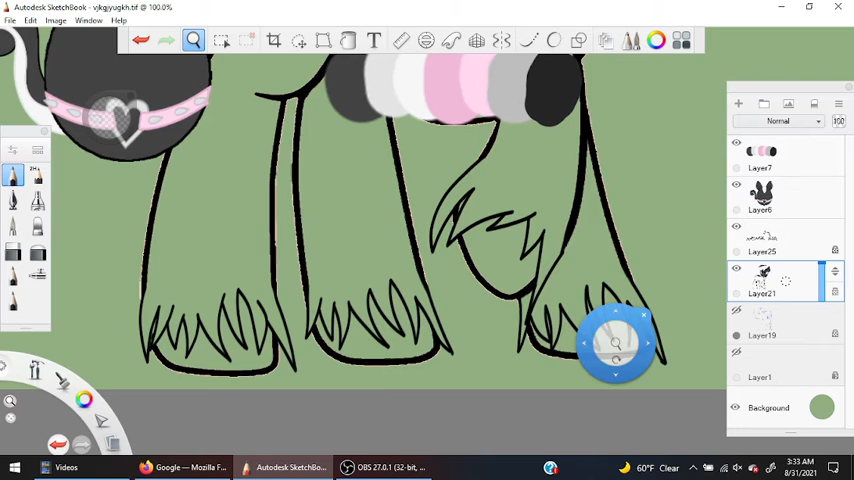 Autodesk SketchBook - vjkgjyugkh.tif @ 100.0%
File Edit Image Window Help
T
Normal
100
Layer7
Layer6
Layer25
Layer21
Layer19
Layer1
Background
Videos
Google — Mozilla F...
Autodesk SketchBo...
OBS 27.0.1 (32-bit, ...
60°F Clear
3:33 AM
8/31/2021